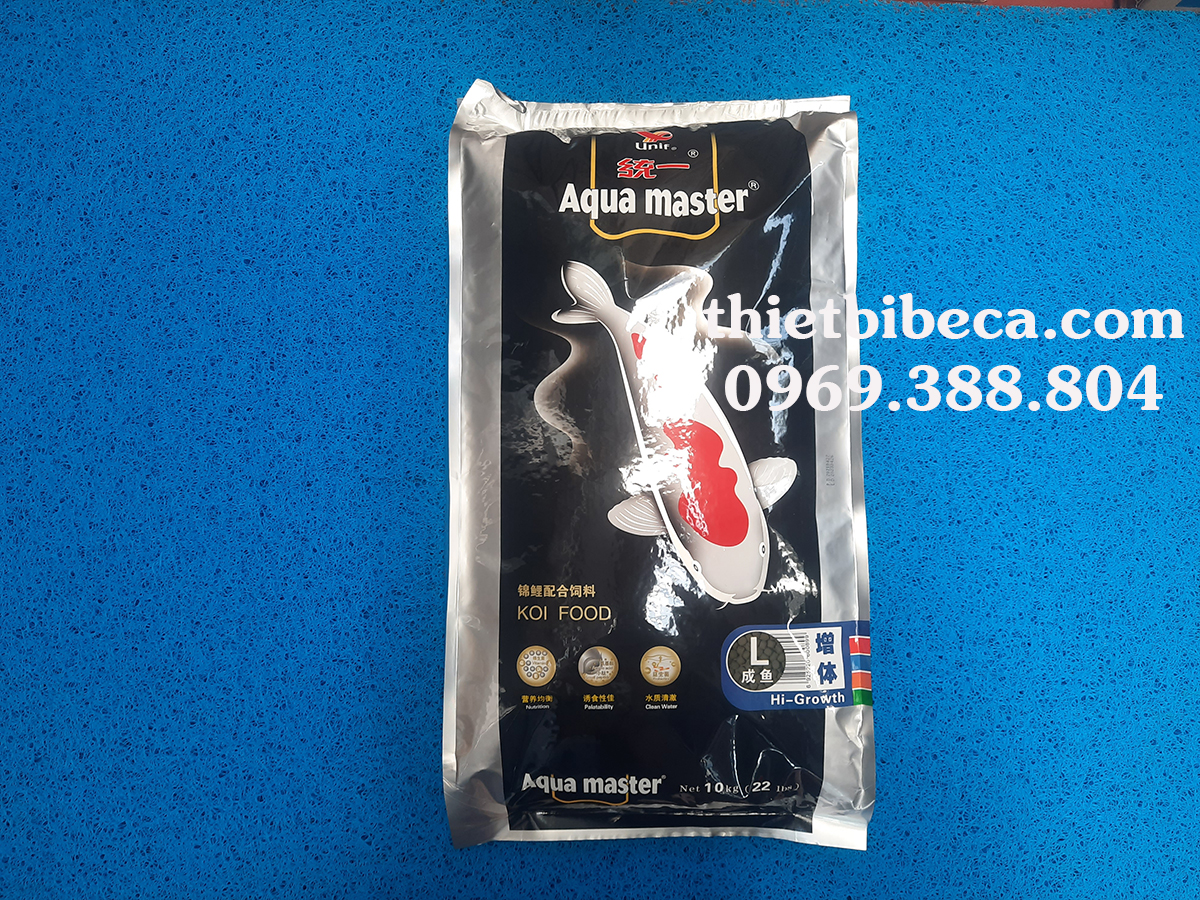 Unif®
统一®
Aqua master®
thietbibeca.com
0969.388.804
锦鲤配合饲料
KOI FOOD
L
成鱼
增体
Hi-Growth
营养均衡
Nutrition
诱食性佳
Palatability
水质清澈
Clean Water
Aqua master®
Net 10kg (22 lbs)